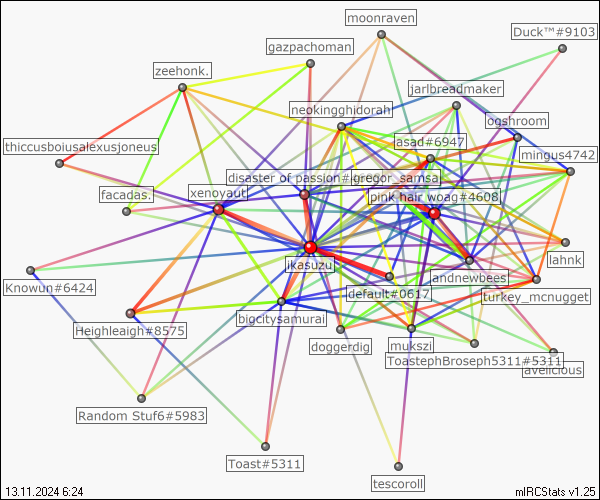 moonraven
Duck™#9103
gazpachoman
zeehonk.
jarlbreadmaker
neokingghidorah
ogshroom
asad#6947
thiccusboiusalexusjoneus
mingus4742
disaster of passion#
gregor_samsa
xenoyaut
facadas.
pink hair woag#4608
lahnk
ikasuzu
andnewbees
Knowun#6424
default#0617
turkey_mcnugget
bigcitysamurai
Heighleigh#8575
doggerdig
mukszi
ToastephBroseph5311#5311
avelicious
Random Stuf6#5983
Toast#5311
tescoroll
13.11.2024 6:24
mIRCStats v1.25